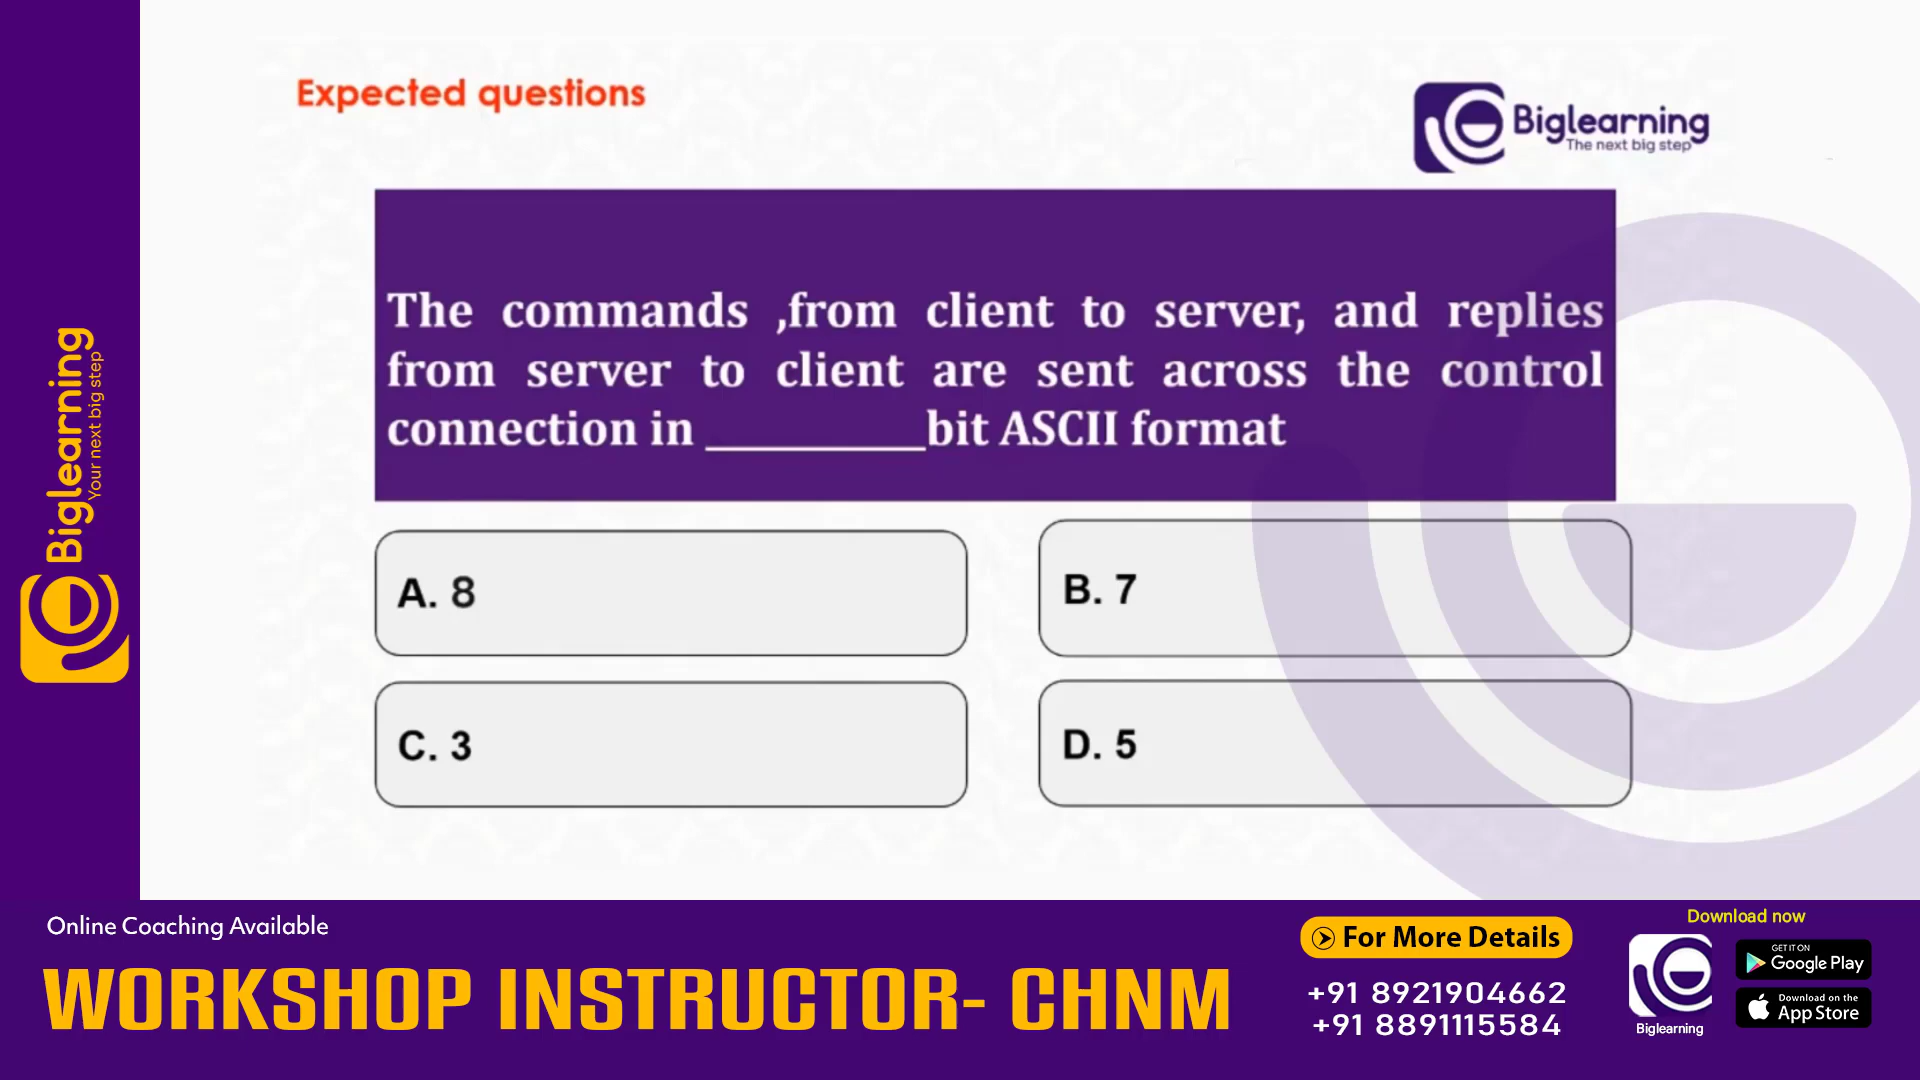 Expected questions
Biglearning
The next big step
The commands ,from client to server, and replies
from server to client are sent across the control
connection in __________bit ASCII format
A. 8
B. 7
C. 3
D. 5
Biglearning
Your next big step
Online Coaching Available
WORKSHOP INSTRUCTOR- CHNM
For More Details
+91 8921904662
+91 8891115584
Download now
Biglearning
GET IT ON
Google Play
Download on the
App Store